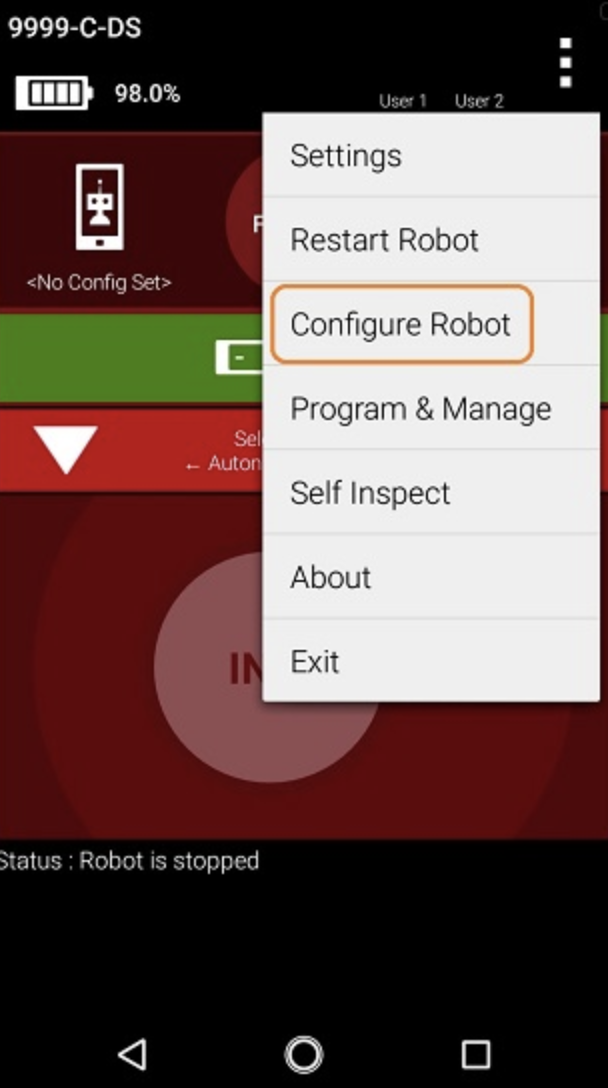 9999-C-DS
98.0%
User 1 User 2
Settings
Restart Robot
<No Config Set>
Configure Robot
Program & Manage
Self Inspect
About
Exit
Status : Robot is stopped